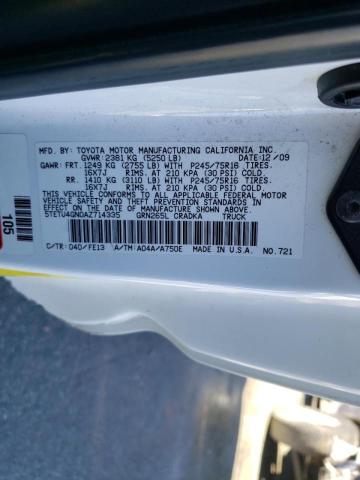 MFD. BY: TOYOTA MOTOR MANUFACTURING CALIFORNIA INC.
GVWR: 2381 KG (5250 LB) DATE: 12/09
GAWR: FRT. 1249 KG (2755 LB) WITH P245/75R16 TIRES.
16X7J RIMS. AT 210 KPA (30 PSI) COLD.
RR. 1410 KG (3110 LB) WITH P245/75R16 TIRES.
16X7J RIMS. AT 210 KPA (30 PSI) COLD.
THIS VEHICLE CONFORMS TO ALL APPLICABLE FEDERAL MOTOR
VEHICLE SAFETY AND THEFT PREVENTION STANDARDS IN
EFFECT ON THE DATE OF MANUFACTURE SHOWN ABOVE.
5TETU4GN0AZ714335 GRN265L CRADKA TRUCK
C/TR: 040/FE13 A/TM A04A/A750E MADE IN U.S.A. NO. 721
105